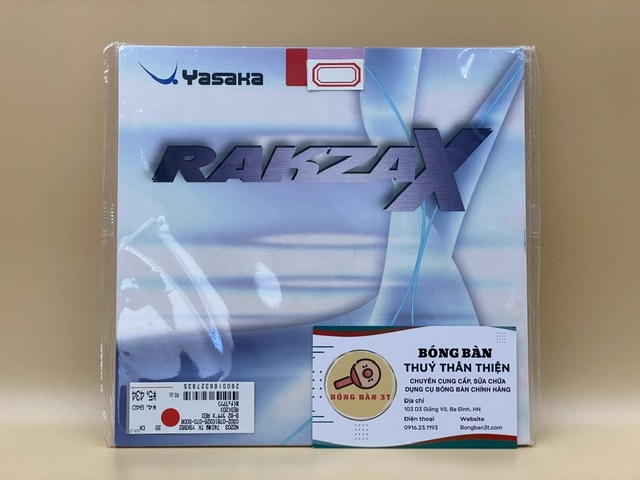 Yasaka
RAKZA X
BÓNG BÀN
THUỶ THÂN THIỆN
CHUYÊN CUNG CẤP, SỬA CHỮA
DỤNG CỤ BÓNG BÀN CHÍNH HÃNG
Địa chỉ
103 D3 Giảng Võ, Ba Đình, HN
Điện thoại Website
0916.23.1193 Bongban3t.com
BÓNG BÀN 3T
¥5,434